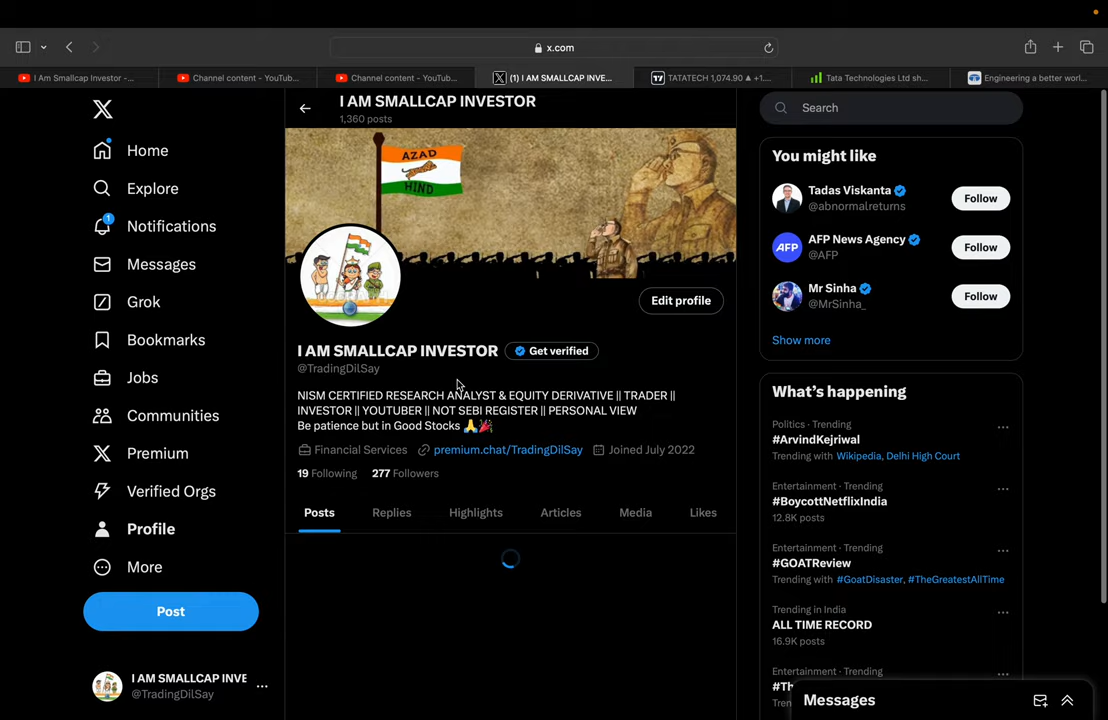 x.com
I Am Smallcap Investor -...
Channel content - YouTub...
Channel content - YouTub...
(1) I AM SMALLCAP INVE...
TATATECH 1,074.90 ▲ +1....
Tata Technologies Ltd sh...
Engineering a better worl...
I AM SMALLCAP INVESTOR
1,360 posts
Search
Home
Explore
1
Notifications
Messages
Grok
Bookmarks
Jobs
Communities
Premium
Verified Orgs
Profile
More
Post
I AM SMALLCAP INVE
@TradingDilSay
AZAD
HIND
Edit profile
I AM SMALLCAP INVESTOR
Get verified
@TradingDilSay
NISM CERTIFIED RESEARCH ANALYST & EQUITY DERIVATIVE || TRADER ||
INVESTOR || YOUTUBER || NOT SEBI REGISTER || PERSONAL VIEW
Be patience but in Good Stocks 🙏🎉
Financial Services premium.chat/TradingDilSay Joined July 2022
19 Following 277 Followers
Posts Replies Highlights Articles Media Likes
You might like
Tadas Viskanta
@abnormalreturns
Follow
AFP
AFP News Agency
@AFP
Follow
Mr Sinha
@MrSinha_
Follow
Show more
What's happening
Politics · Trending
#ArvindKejriwal
Trending with Wikipedia, Delhi High Court
Entertainment · Trending
#BoycottNetflixIndia
12.8K posts
Entertainment · Trending
#GOATReview
Trending with #GoatDisaster, #TheGreatestAllTime
Trending in India
ALL TIME RECORD
16.9K posts
Entertainment · Trending
Messages